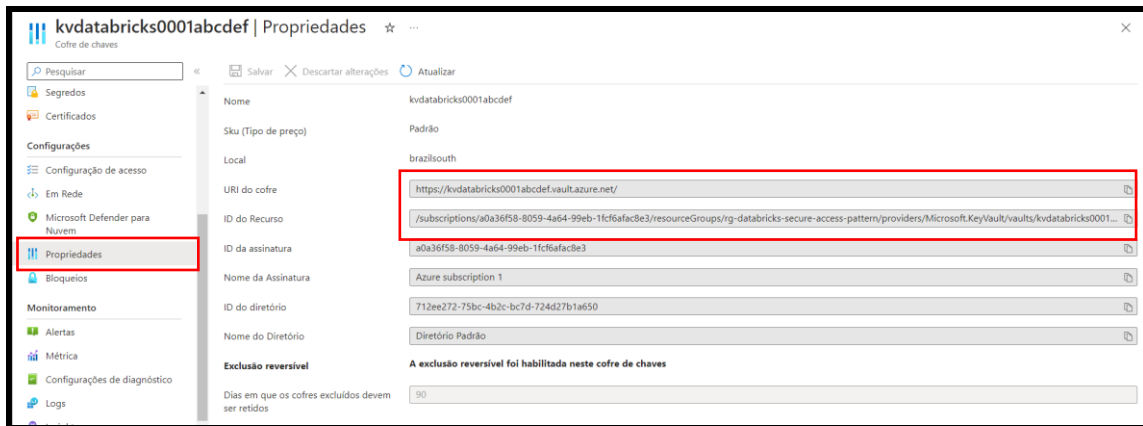 kvdatabricks0001abcdef | Propriedades
Cofre de chaves
Pesquisar
Salvar Descartar alterações Atualizar
Segredos
Certificados
Configurações
Configuração de acesso
Em Rede
Microsoft Defender para
Nuvem
Propriedades
Bloqueios
Monitoramento
Alertas
Métrica
Configurações de diagnóstico
Logs
Nome kvdatabricks0001abcdef
Sku (Tipo de preço) Padrão
Local brazilsouth
URI do cofre https://kvdatabricks0001abcdef.vault.azure.net/
ID do Recurso /subscriptions/a0a36f58-8059-4a64-99eb-1fcf6afac8e3/resourceGroups/rg-databricks-secure-access-pattern/providers/Microsoft.KeyVault/vaults/kvdatabricks0001...
ID da assinatura a0a36f58-8059-4a64-99eb-1fcf6afac8e3
Nome da Assinatura Azure subscription 1
ID do diretório 712ee272-75bc-4b2c-bc7d-724d27b1a650
Nome do Diretório Diretório Padrão
Exclusão reversível A exclusão reversível foi habilitada neste cofre de chaves
Dias em que os cofres excluídos devem
ser retidos 90